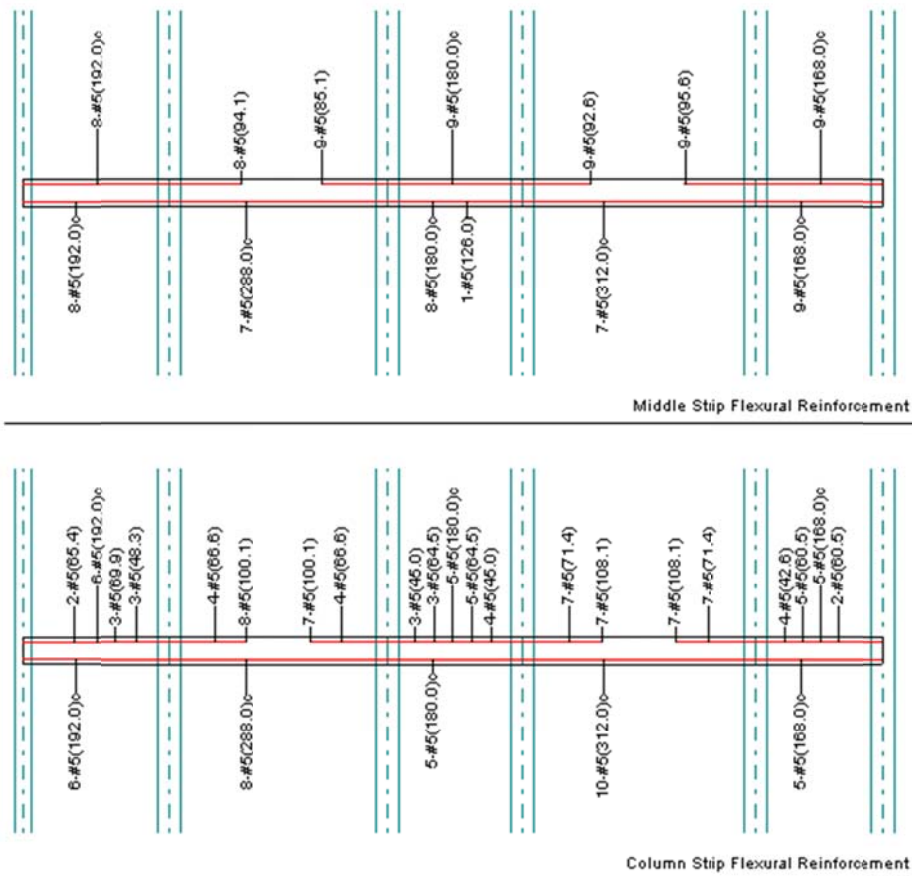 8-#5(192.0)c
8-#5(94.1)
9-#5(85.1)
9-#5(180.0)c
9-#5(92.6)
9-#5(95.6)
9-#5(168.0)c
8-#5(192.0)c
7-#5(288.0)c
8-#5(180.0)c
1-#5(126.0)
7-#5(312.0)c
9-#5(168.0)c
Middle Strip Flexural Reinforcement
2-#5(65.4)
6-#5(192.0)c
3-#5(69.9)
3-#5(48.3)
4-#5(66.6)
8-#5(100.1)
7-#5(100.1)
4-#5(66.6)
3-#5(45.0)
3-#5(64.5)
5-#5(180.0)c
5-#5(64.5)
4-#5(45.0)
7-#5(71.4)
7-#5(108.1)
7-#5(108.1)
7-#5(71.4)
4-#5(42.6)
5-#5(60.5)
5-#5(168.0)c
2-#5(60.5)
6-#5(192.0)c
8-#5(288.0)c
5-#5(180.0)c
10-#5(312.0)c
5-#5(168.0)c
Column Strip Flexural Reinforcement